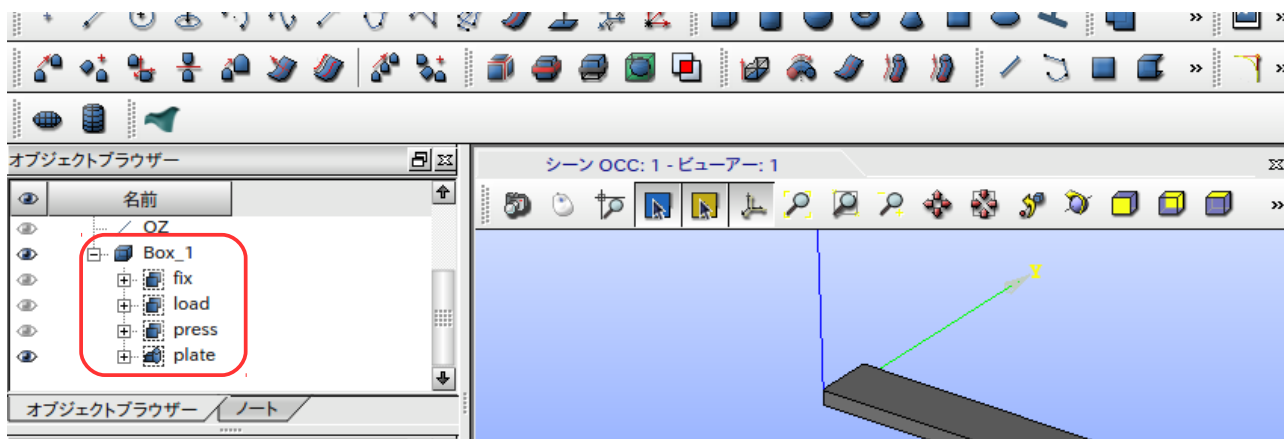 オブジェクトブラウザー
シーン OCC: 1 - ビューアー: 1
名前
OZ
Box_1
fix
load
press
plate
Y
オブジェクトブラウザー
ノート